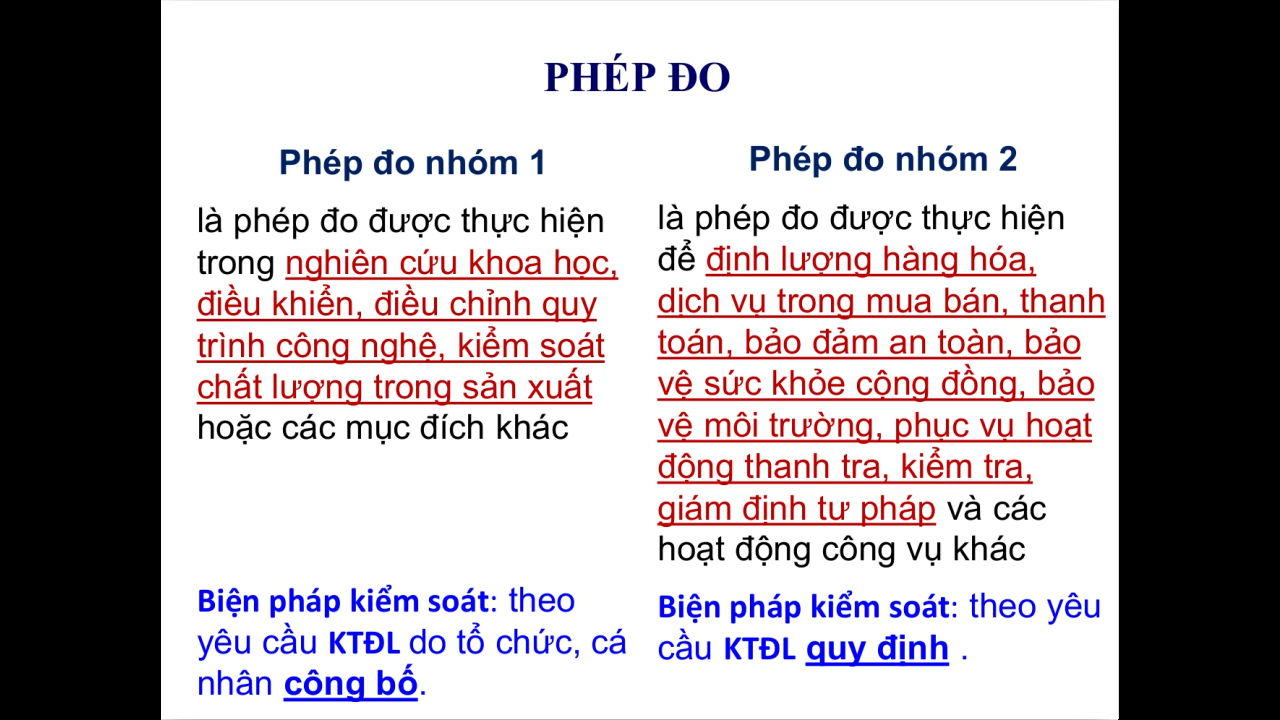 PHÉP ĐO
Phép đo nhóm 1
là phép đo được thực hiện
trong nghiên cứu khoa học,
điều khiển, điều chỉnh quy
trình công nghệ, kiểm soát
chất lượng trong sản xuất
hoặc các mục đích khác
Biện pháp kiểm soát: theo
yêu cầu KTĐL do tổ chức, cá
nhân công bố.
Phép đo nhóm 2
là phép đo được thực hiện
để định lượng hàng hóa,
dịch vụ trong mua bán, thanh
toán, bảo đảm an toàn, bảo
vệ sức khỏe cộng đồng, bảo
vệ môi trường, phục vụ hoạt
động thanh tra, kiểm tra,
giám định tư pháp và các
hoạt động công vụ khác
Biện pháp kiểm soát: theo yêu
cầu KTĐL quy định .